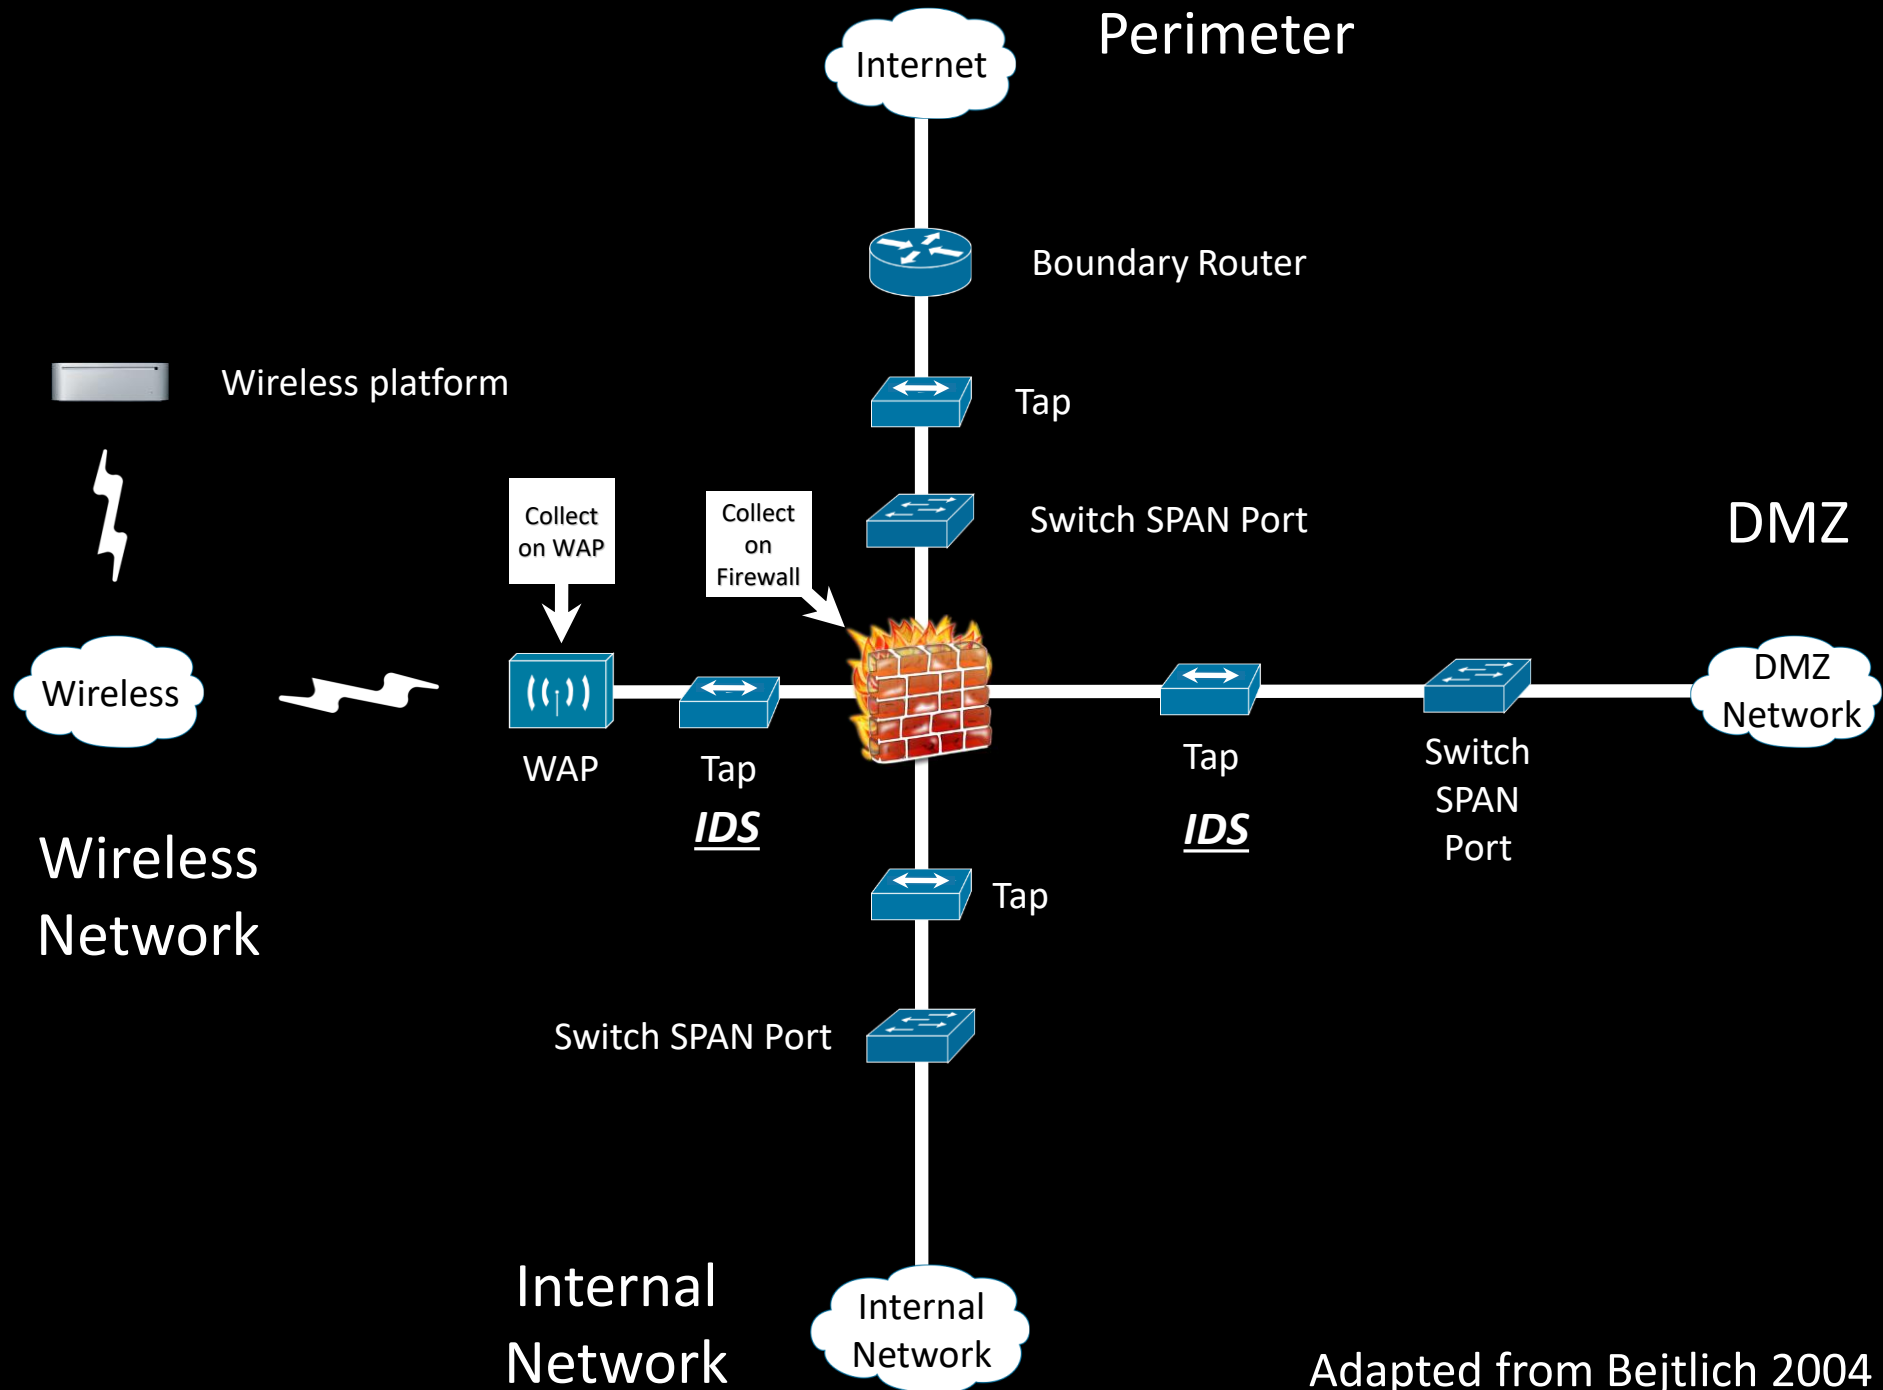 Perimeter
Internet
Boundary Router
Wireless platform
Tap
Collect
on WAP
Collect
on
Firewall
Switch SPAN Port
DMZ
Wireless
WAP
Tap
IDS
Tap
IDS
Switch
SPAN
Port
DMZ
Network
Wireless
Network
Tap
Switch SPAN Port
Internal
Network
Internal
Network
Adapted from Bejtlich 2004